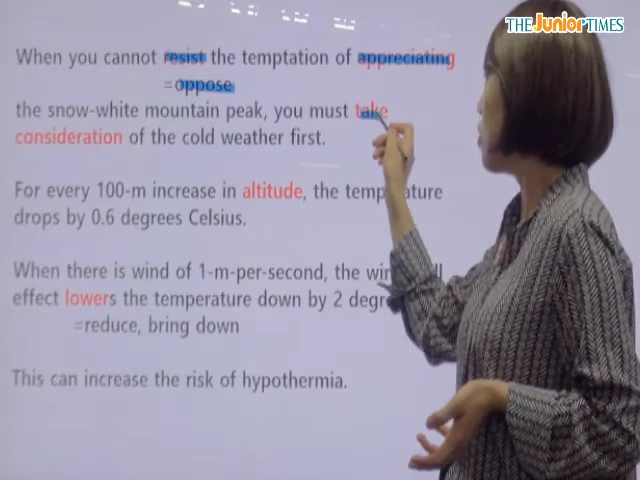 THE Junior TIMES
When you cannot resist the temptation of appreciating
=oppose
the snow-white mountain peak, you must take
consideration of the cold weather first.
For every 100-m increase in altitude, the temperature
drops by 0.6 degrees Celsius.
When there is wind of 1-m-per-second, the
effect lowers the temperature down by 2
=reduce, bring down
This can increase the risk of hypothermia.